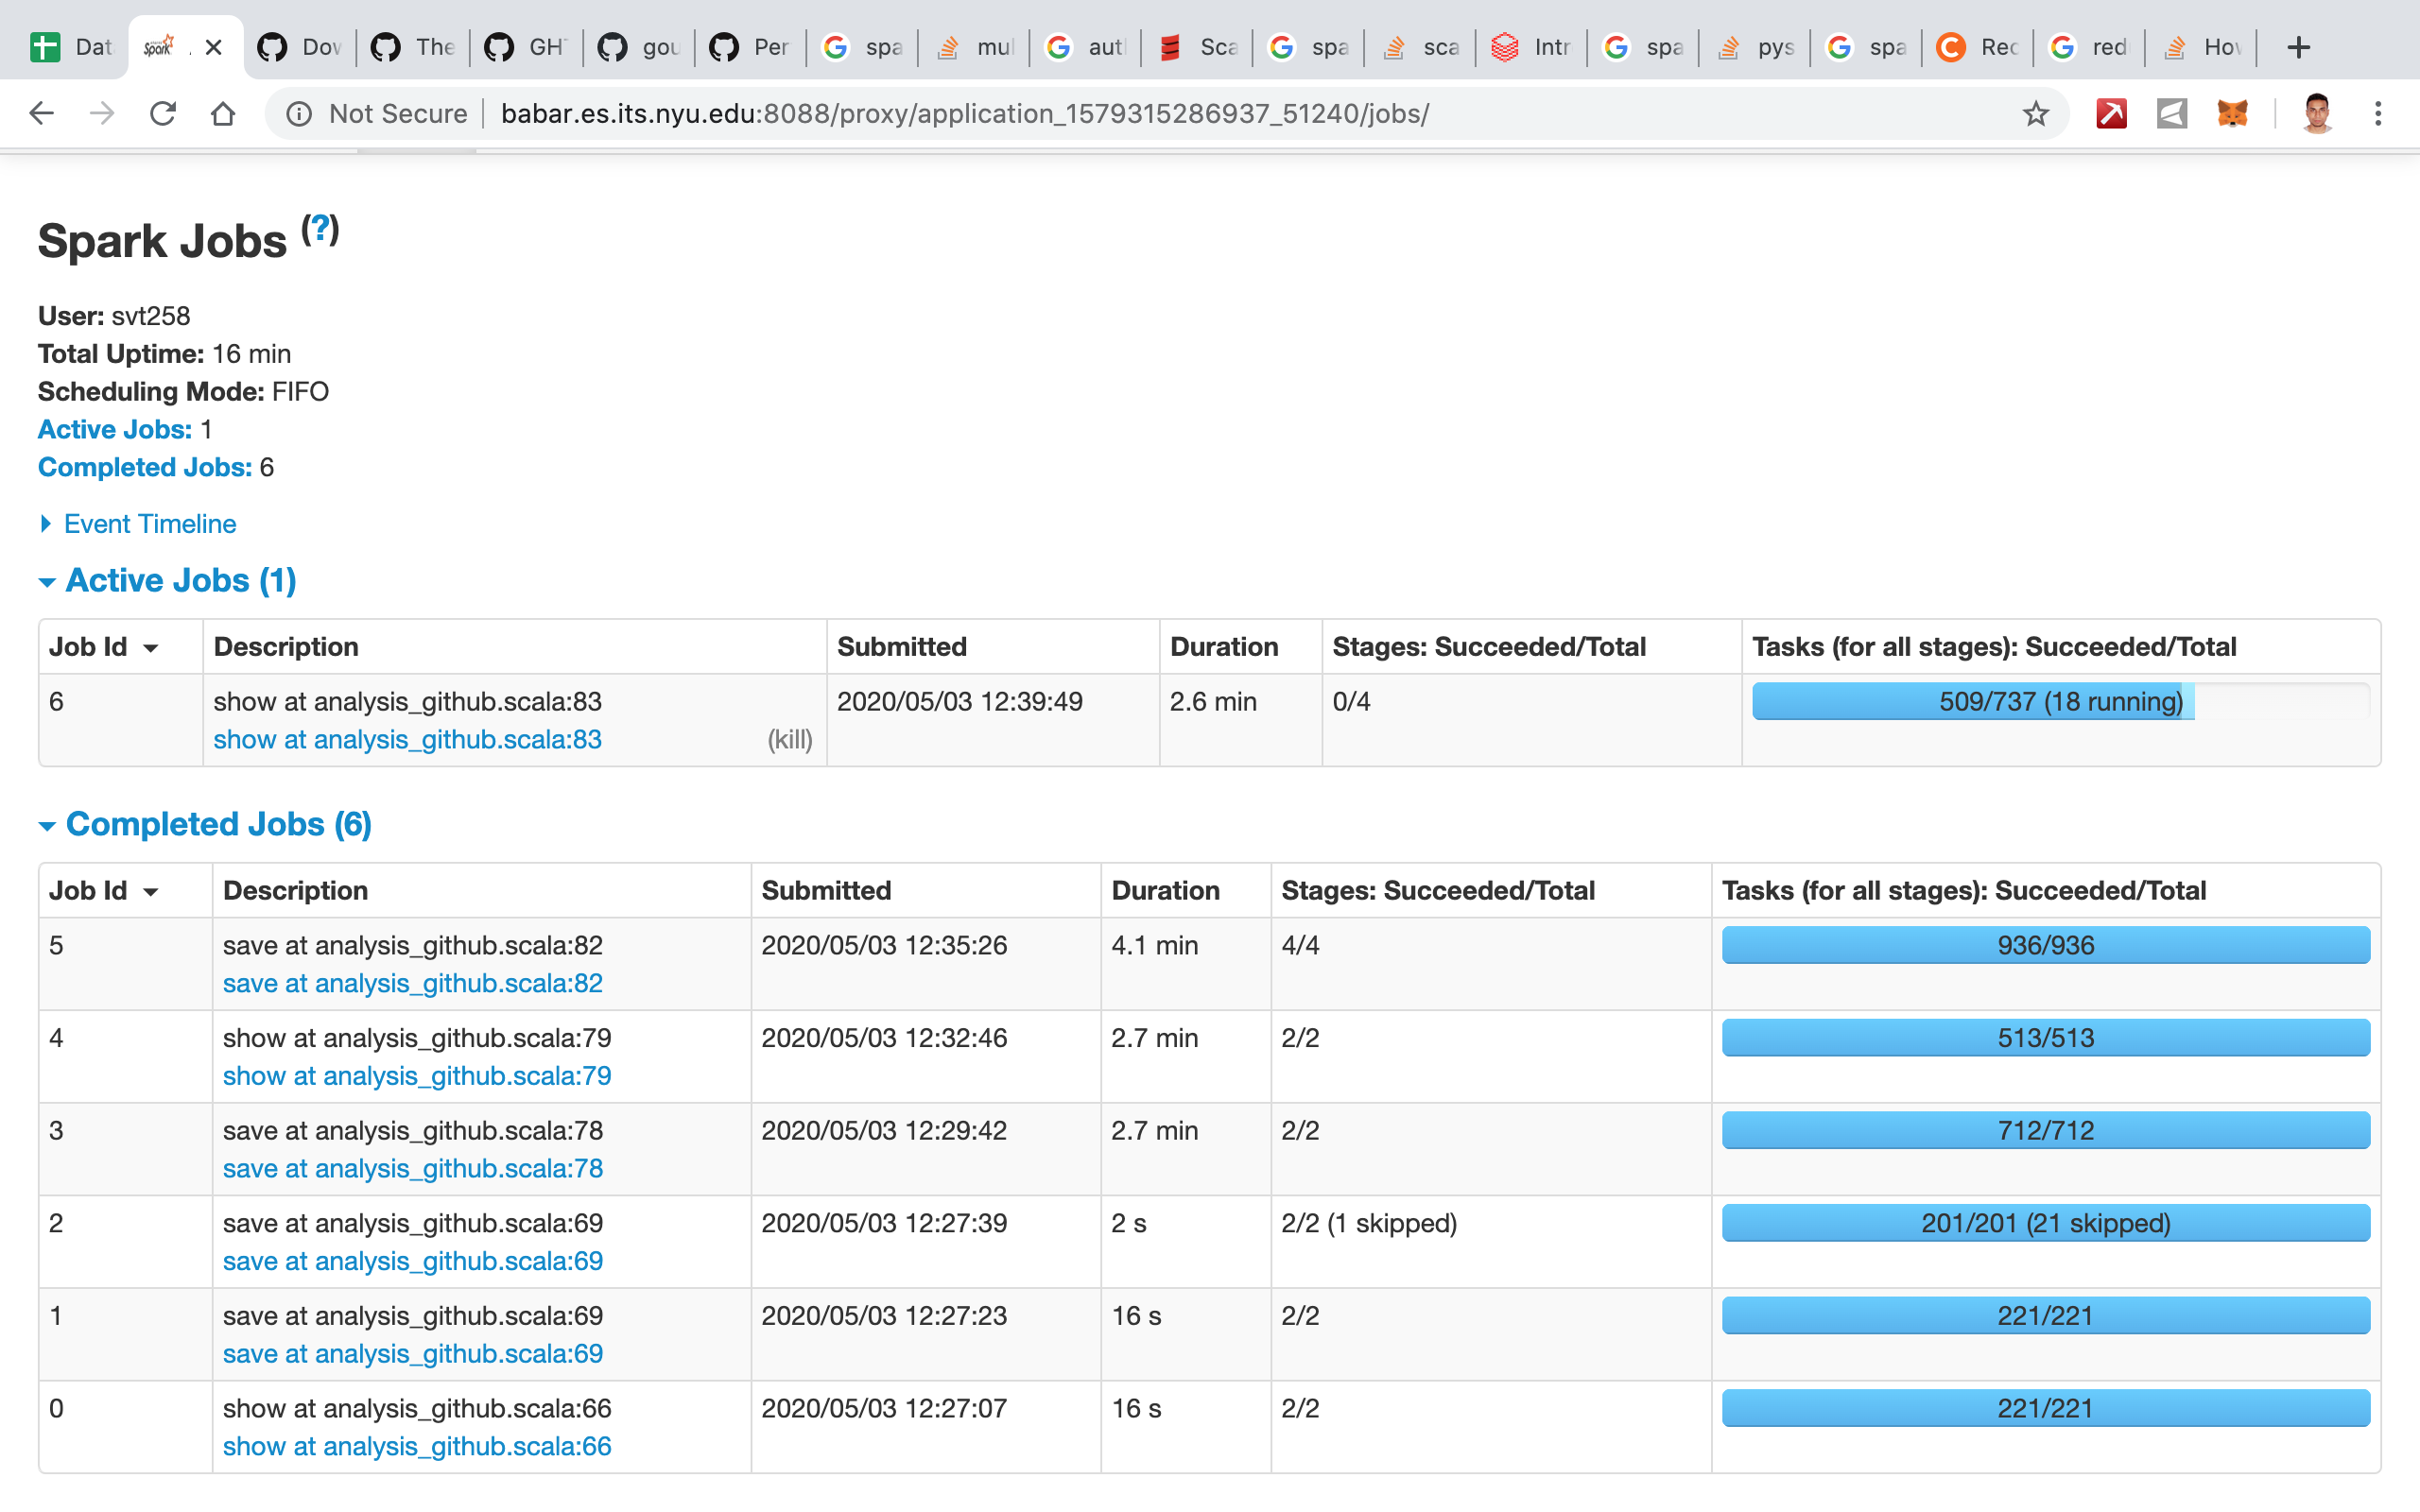 Dat Spark Dov The GHT gou Per spa mul auth Sca spa sca Intr spa pys spa Rec red How
Not Secure babar.es.its.nyu.edu:8088/proxy/application_1579315286937_51240/jobs/
Spark Jobs (?)
User: svt258
Total Uptime: 16 min
Scheduling Mode: FIFO
Active Jobs: 1
Completed Jobs: 6
Event Timeline
Active Jobs (1)
Job Id Description Submitted Duration Stages: Succeeded/Total Tasks (for all stages): Succeeded/Total
6 show at analysis_github.scala:83 2020/05/03 12:39:49 2.6 min 0/4 509/737 (18 running)
show at analysis_github.scala:83 (kill)
Completed Jobs (6)
Job Id Description Submitted Duration Stages: Succeeded/Total Tasks (for all stages): Succeeded/Total
5 save at analysis_github.scala:82 2020/05/03 12:35:26 4.1 min 4/4 936/936
save at analysis_github.scala:82
4 show at analysis_github.scala:79 2020/05/03 12:32:46 2.7 min 2/2 513/513
show at analysis_github.scala:79
3 save at analysis_github.scala:78 2020/05/03 12:29:42 2.7 min 2/2 712/712
save at analysis_github.scala:78
2 save at analysis_github.scala:69 2020/05/03 12:27:39 2 s 2/2 (1 skipped) 201/201 (21 skipped)
save at analysis_github.scala:69
1 save at analysis_github.scala:69 2020/05/03 12:27:23 16 s 2/2 221/221
save at analysis_github.scala:69
0 show at analysis_github.scala:66 2020/05/03 12:27:07 16 s 2/2 221/221
show at analysis_github.scala:66